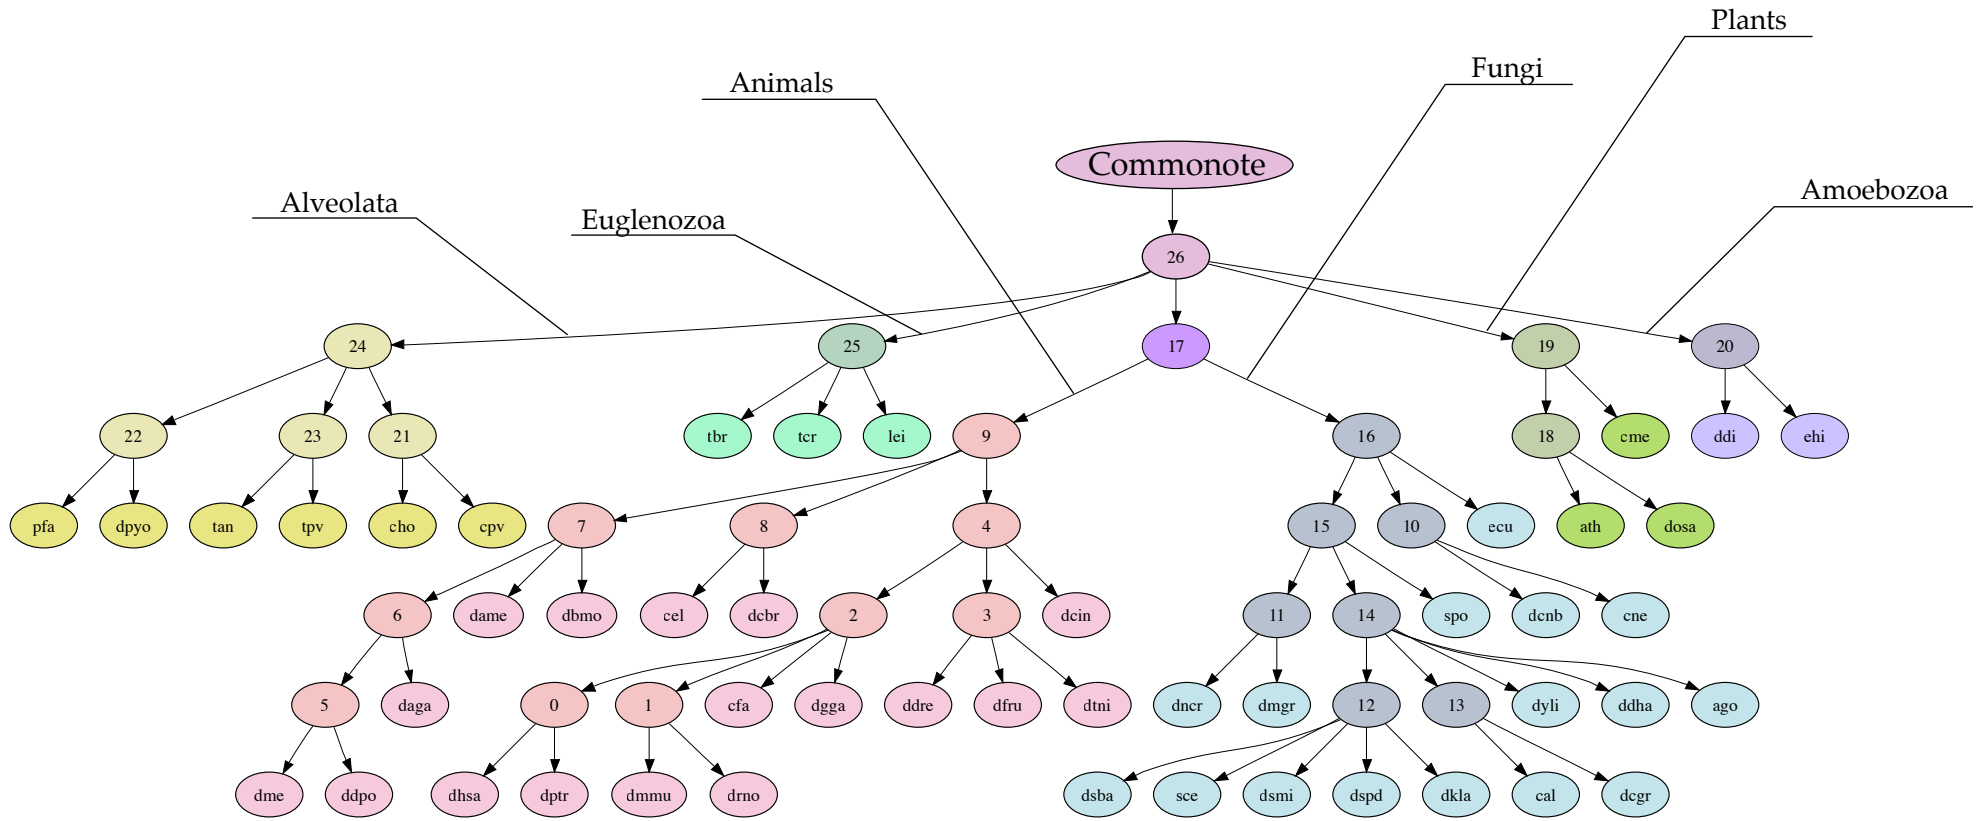 Plants
Fungi
Animals
Commonote
Amoebozoa
Alveolata
Euglenozoa
26
24 25 17 19 20
22 23 21 tbr tcr lei 9 16 18 cme ddi ehi
pfa dpyo tan tpv cho cpv 7 8 4 15 10 ecu ath dosa
6 dame dbmo cel dcbr 2 3 dcin 11 14 spo dcnb cne
5 daga 0 1 cfa dgga ddre dfru dtni dncr dmgr 12 13 dyli ddha ago
dme ddpo dhsa dptr dmmu drno dsba sce dsmi dspd dkla cal dcgr